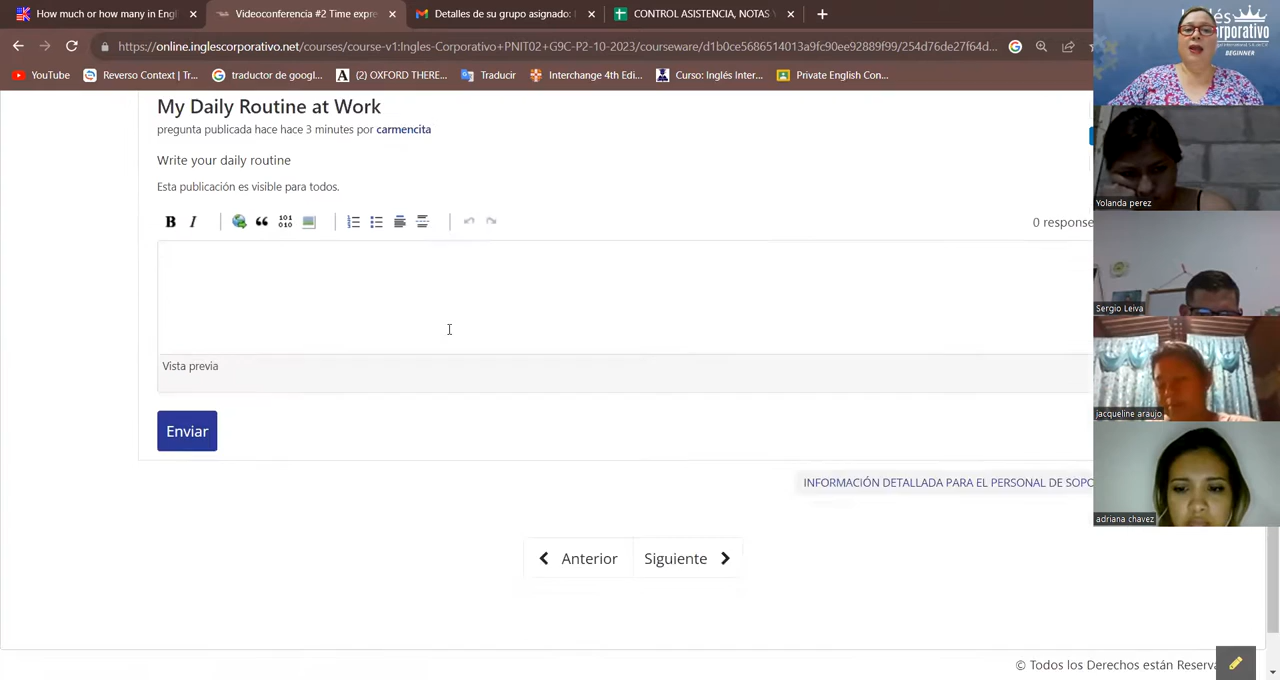 How much or how many in Engl
Videoconferencia #2 Time expre
Detalles de su grupo asignado:
CONTROL ASISTENCIA, NOTAS
https://online.inglescorporativo.net/courses/course-v1:Ingles-Corporativo+PNIT02+G9C-P2-10-2023/courseware/d1b0ce5686514013a9fc90ee92889f99/254d76de27f64d...
YouTube
Reverso Context | Tr...
traductor de googl...
(2) OXFORD THERE...
Traducir
Interchange 4th Edi...
Curso: Inglés Inter...
Private English Con...
Inglés
Corporativo
BEGINNER
My Daily Routine at Work
pregunta publicada hace hace 3 minutes por carmencita
Write your daily routine
Esta publicación es visible para todos.
B I
101
010
0 response
Vista previa
Enviar
INFORMACIÓN DETALLADA PARA EL PERSONAL DE SOPO
Anterior
Siguiente
© Todos los Derechos están Reserva
Yolanda perez
Sergio Leiva
jacqueline araujo
adriana chavez